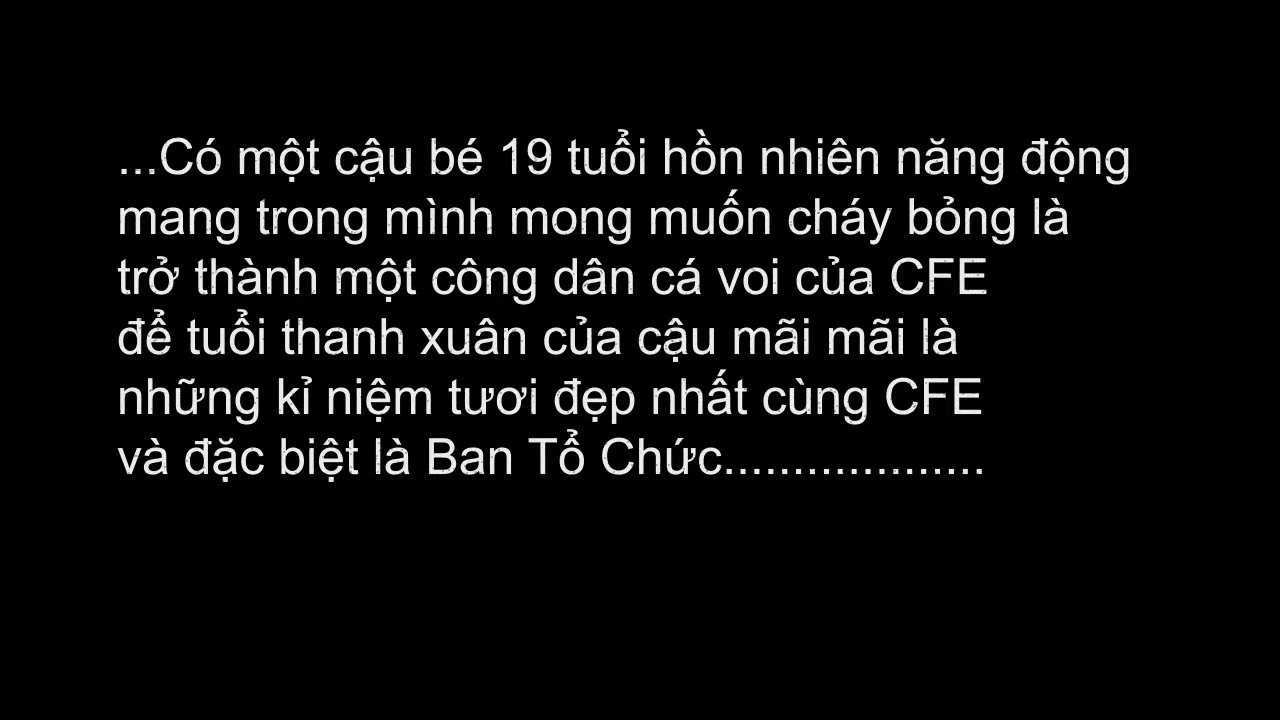 ...Có một cậu bé 19 tuổi hồn nhiên năng động
mang trong mình mong muốn cháy bỏng là
trở thành một công dân cá voi của CFE
để tuổi thanh xuân của cậu mãi mãi là
những kỉ niệm tươi đẹp nhất cùng CFE
và đặc biệt là Ban Tổ Chức...................